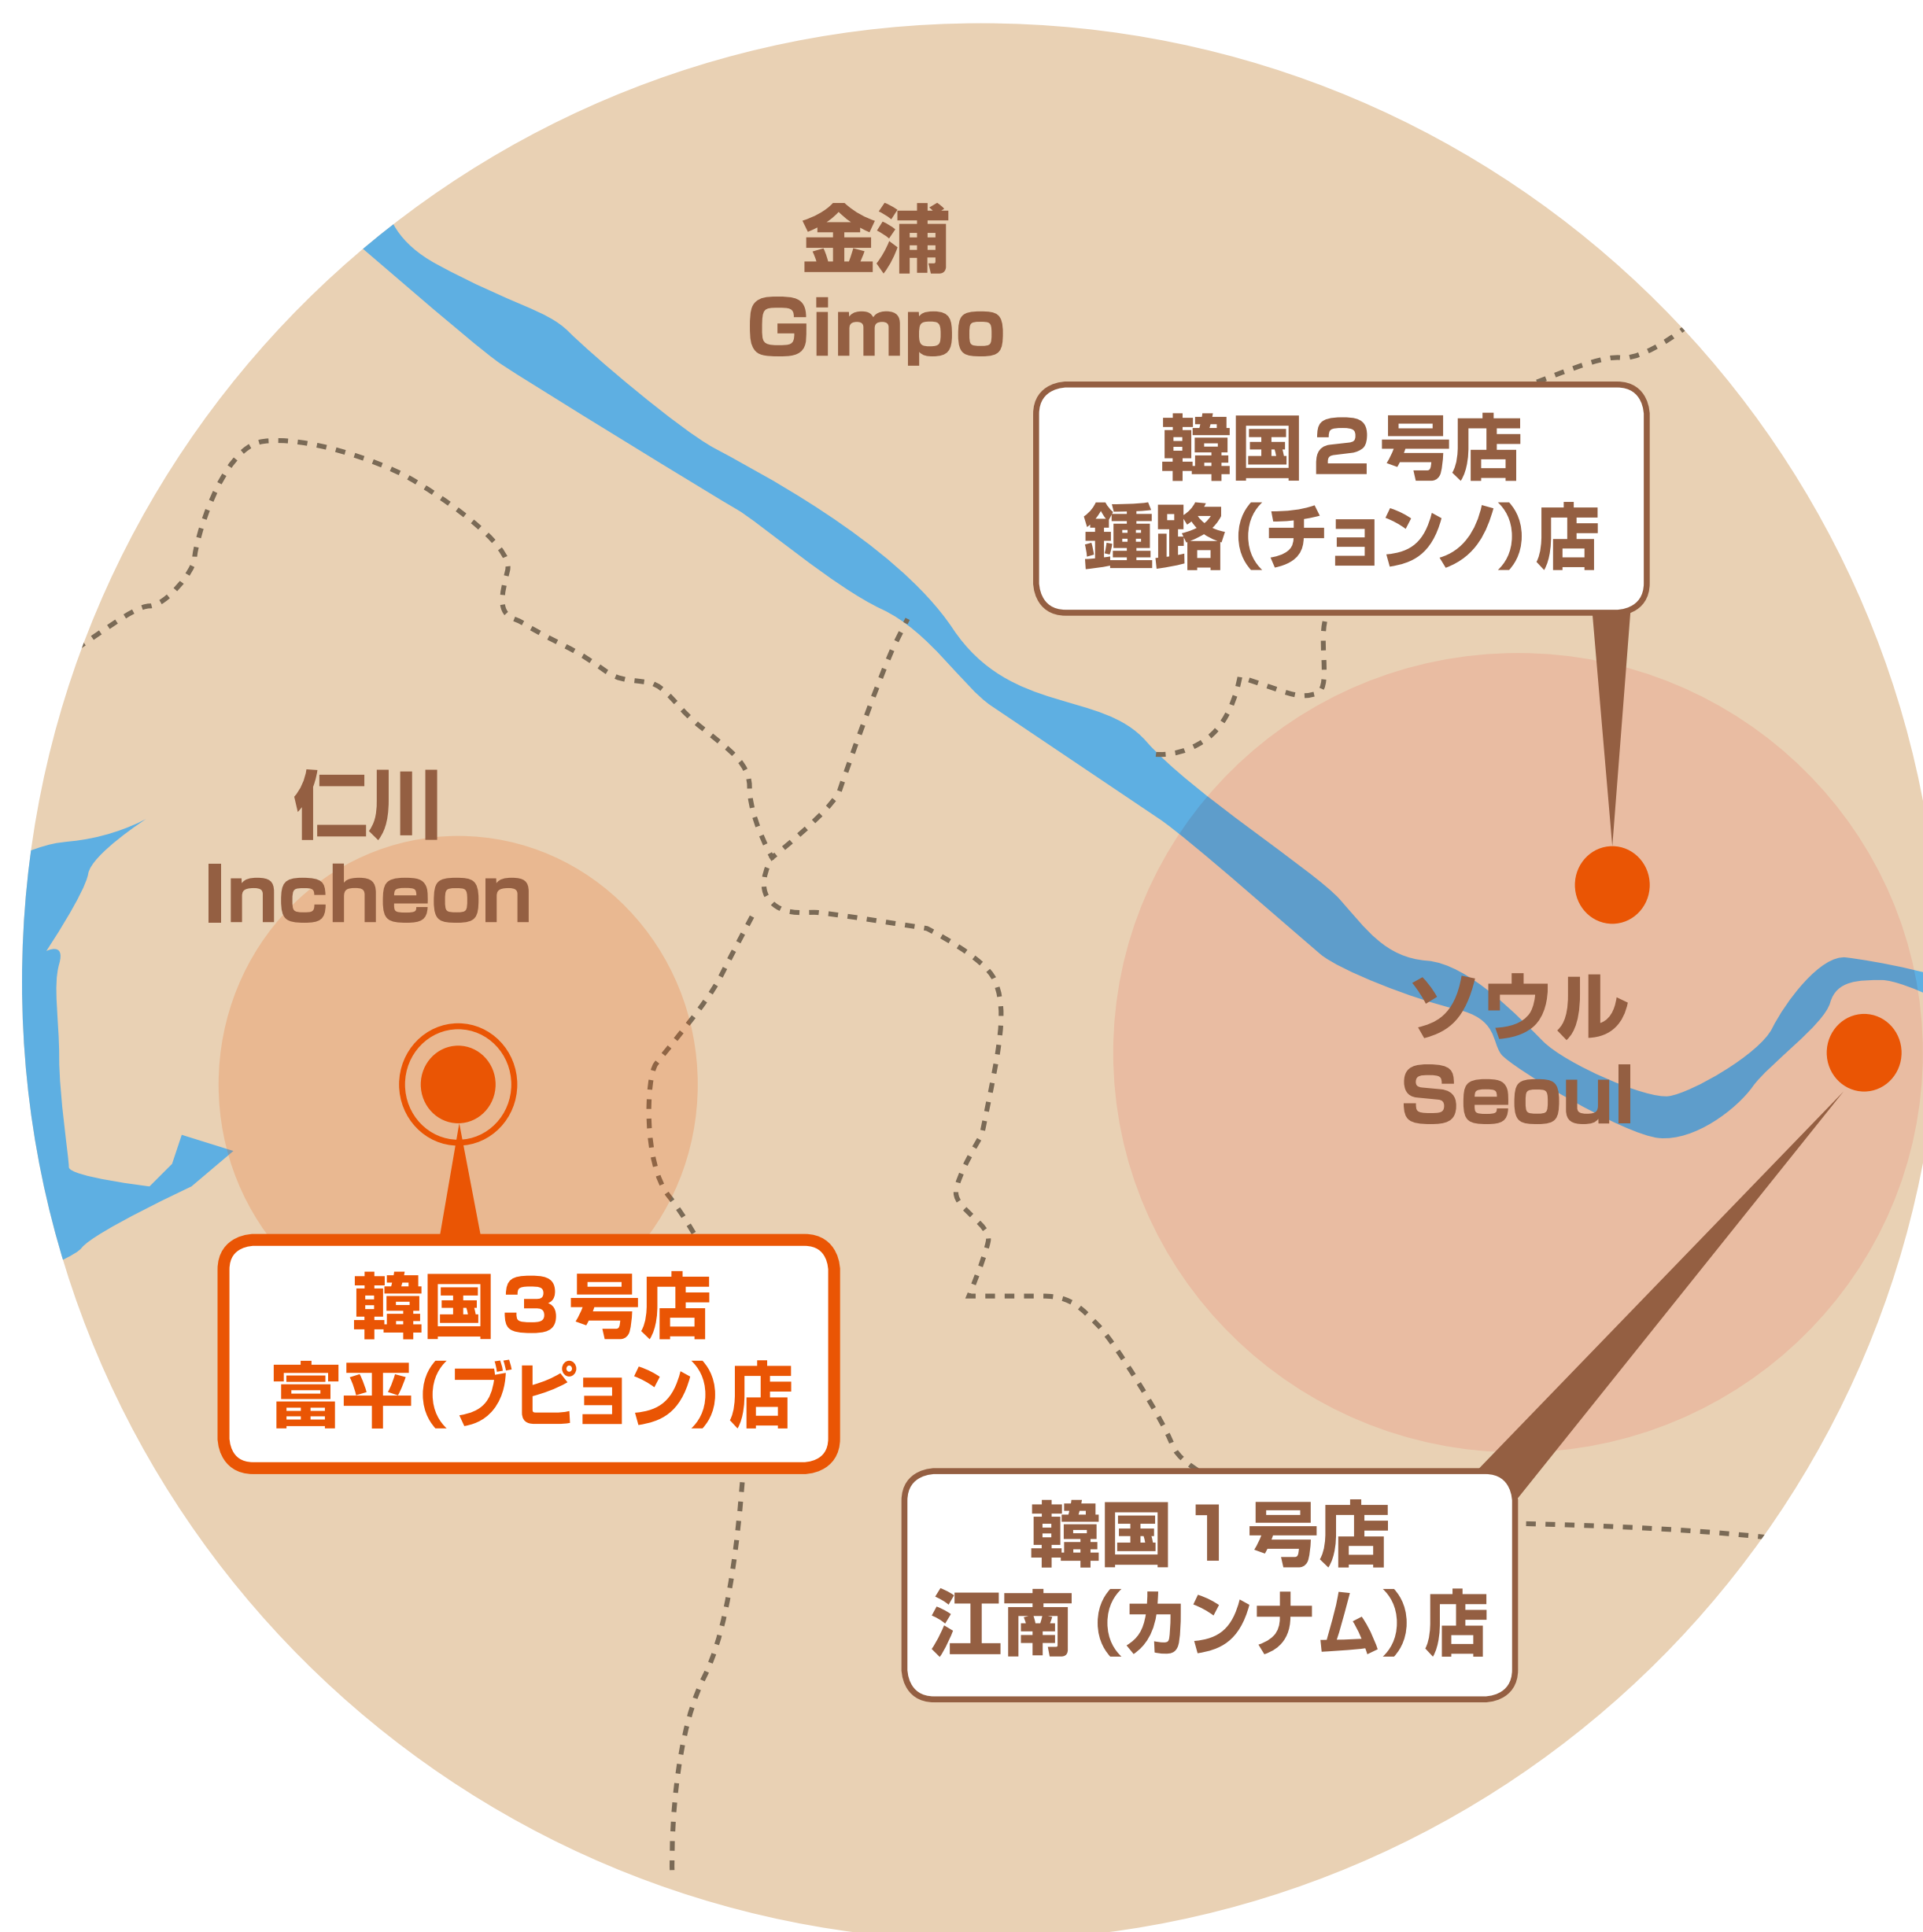 金浦
Gimpo
韓国2号店
鍾路(チョンノ)店
仁川
Incheon
ソウル
Seoul
韓国3号店
富平(ブピョン)店
韓国1号店
江南(カンナム)店